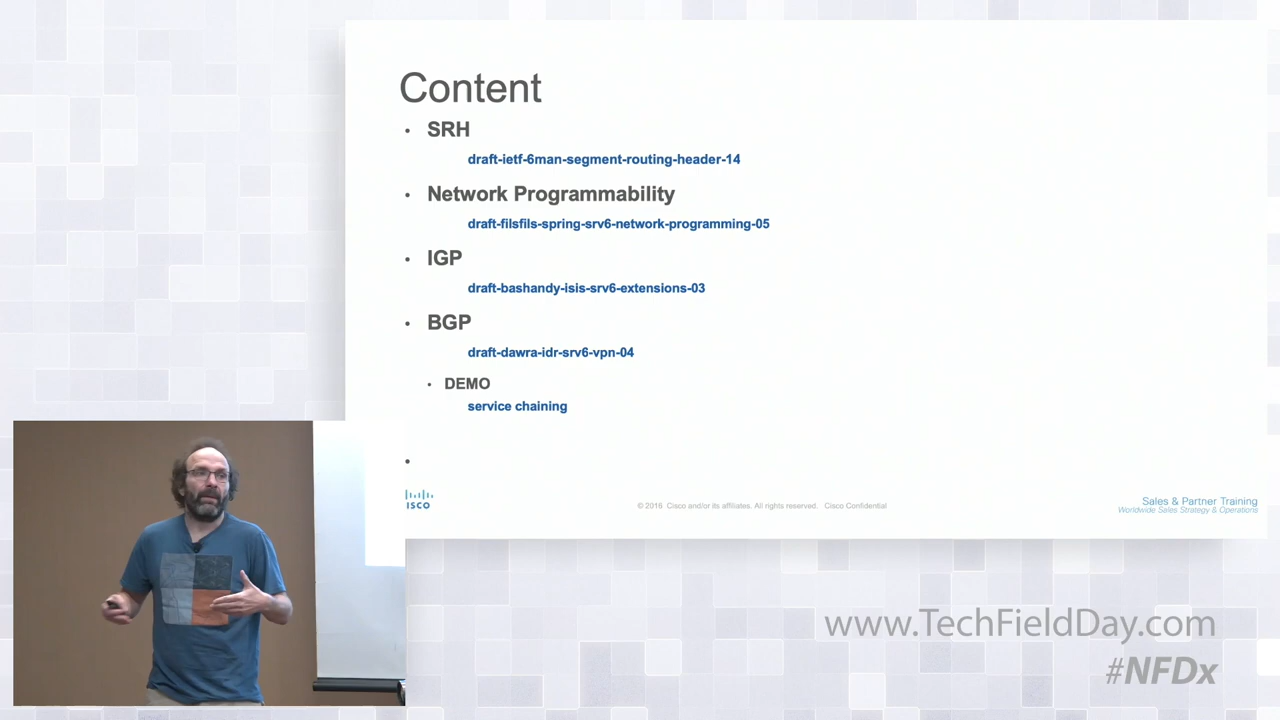 Content
• SRH
draft-ietf-6man-segment-routing-header-14
• Network Programmability
draft-filsfils-spring-srv6-network-programming-05
• IGP
draft-bashandy-isis-srv6-extensions-03
• BGP
draft-dawra-idr-srv6-vpn-04
• DEMO
service chaining
•
ISCO
© 2016 Cisco and/or its affiliates. All rights reserved. Cisco Confidential
Sales & Partner Training
Worldwide Sales Strategy & Operations
www.TechFieldDay.com
#NFDx